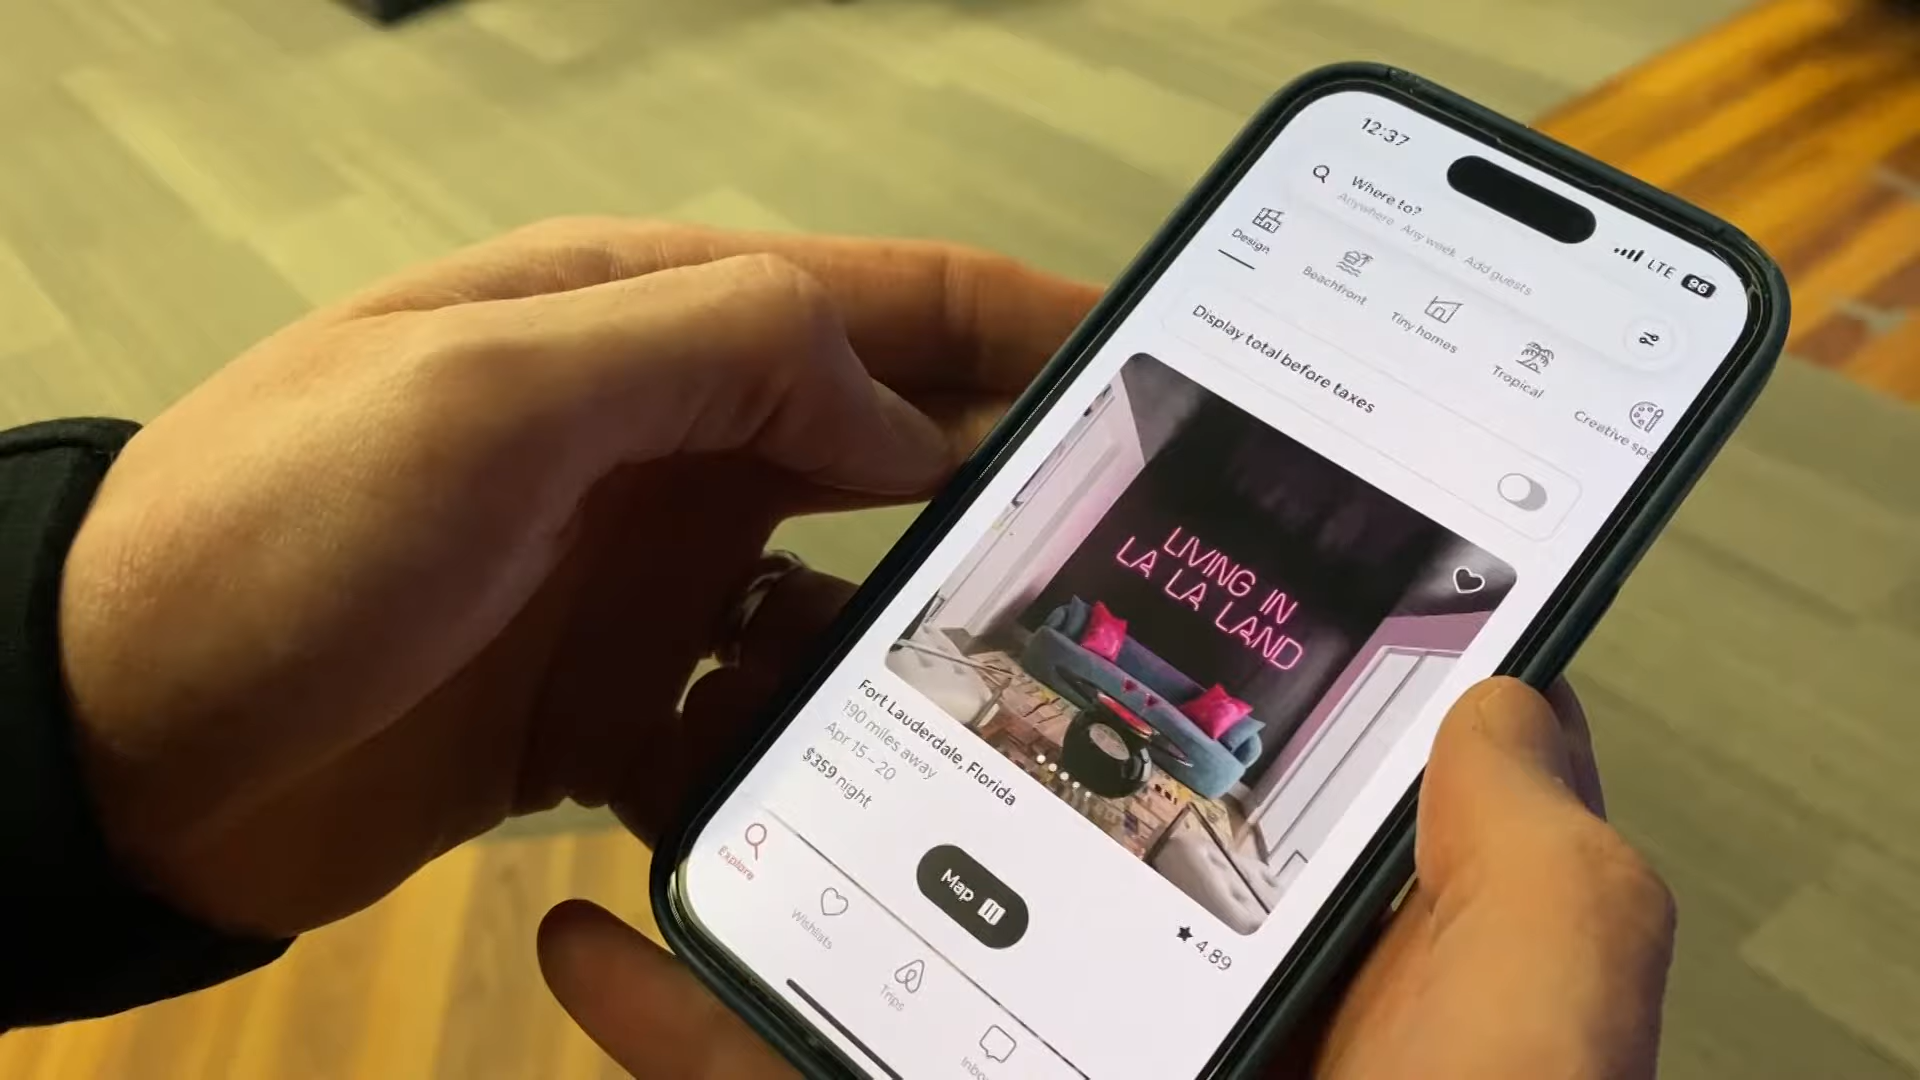 12:37
LTE 96
Where to?
Anywhere · Any week · Add guests
Design
Beachfront
Tiny homes
Tropical
Creative spa
Display total before taxes
LIVING IN
LA LA LAND
Fort Lauderdale, Florida
★ 4.89
190 miles away
Apr 15 – 20
$359 night
Map
Explore
Wishlists
Trips
Inbo